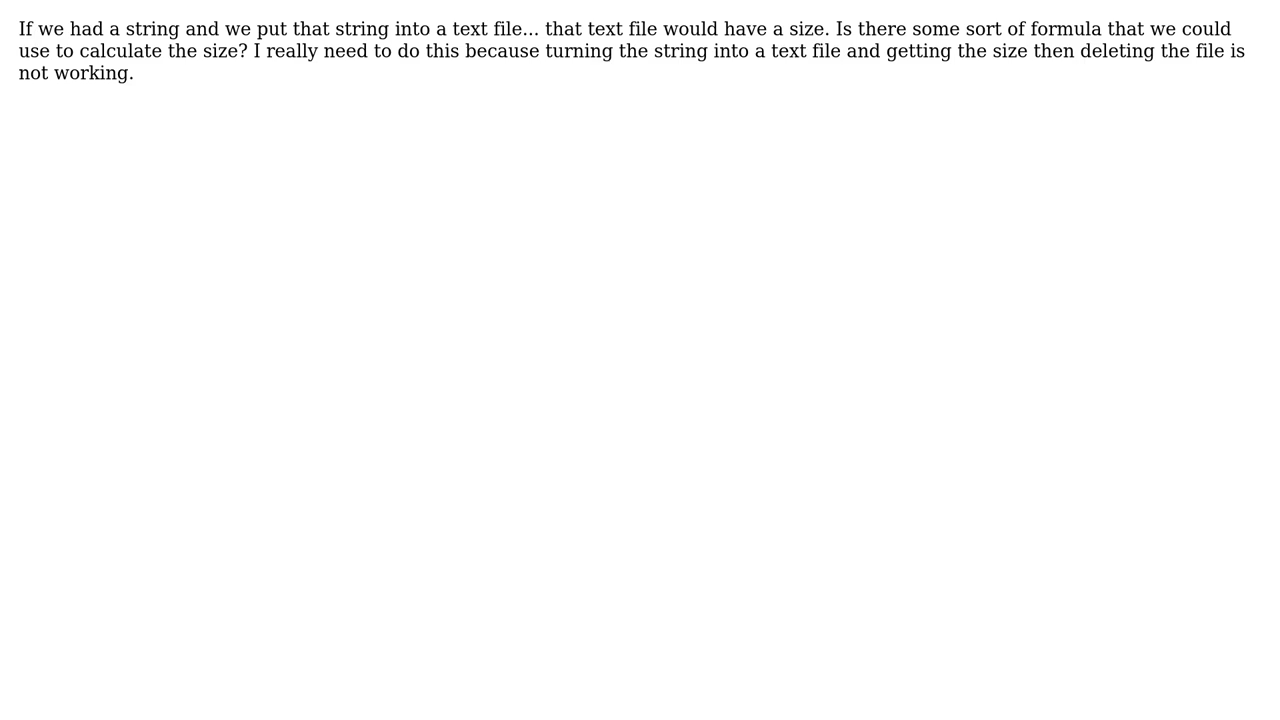 If we had a string and we put that string into a text file... that text file would have a size. Is there some sort of formula that we could
use to calculate the size? I really need to do this because turning the string into a text file and getting the size then deleting the file is
not working.